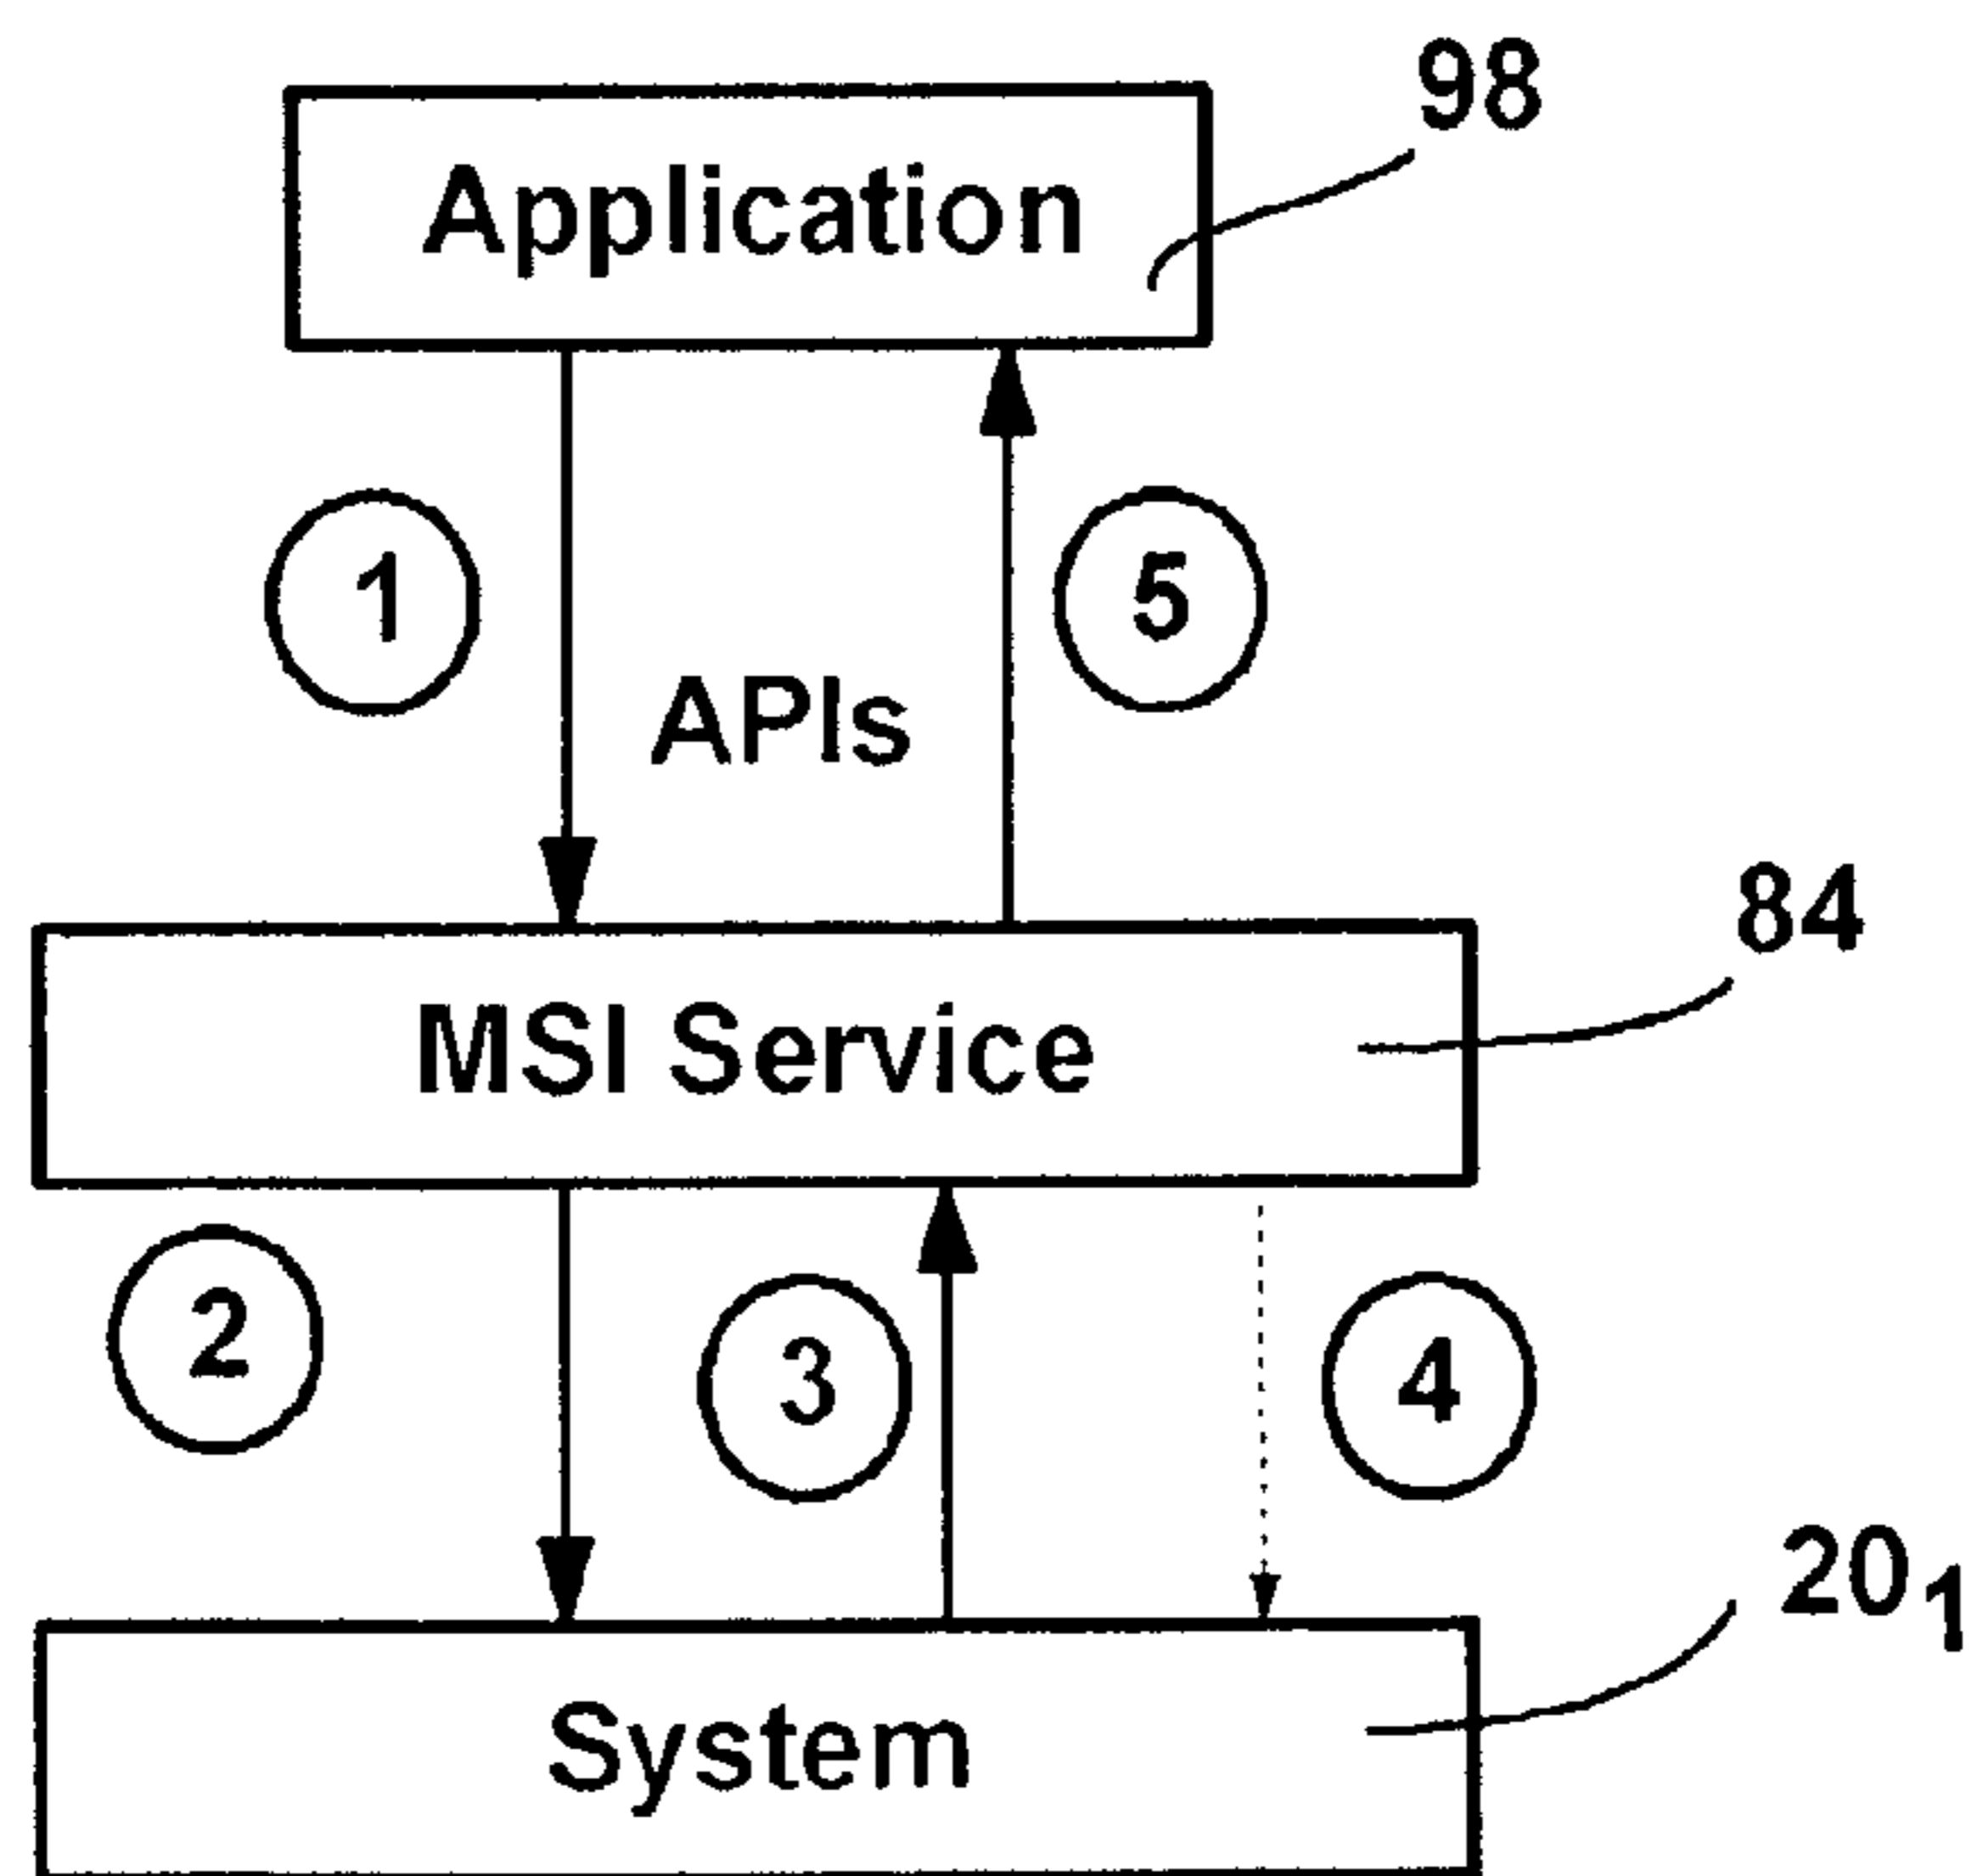 98
Application
1
5
APIs
84
MSI Service
2
3
4
20₁
System